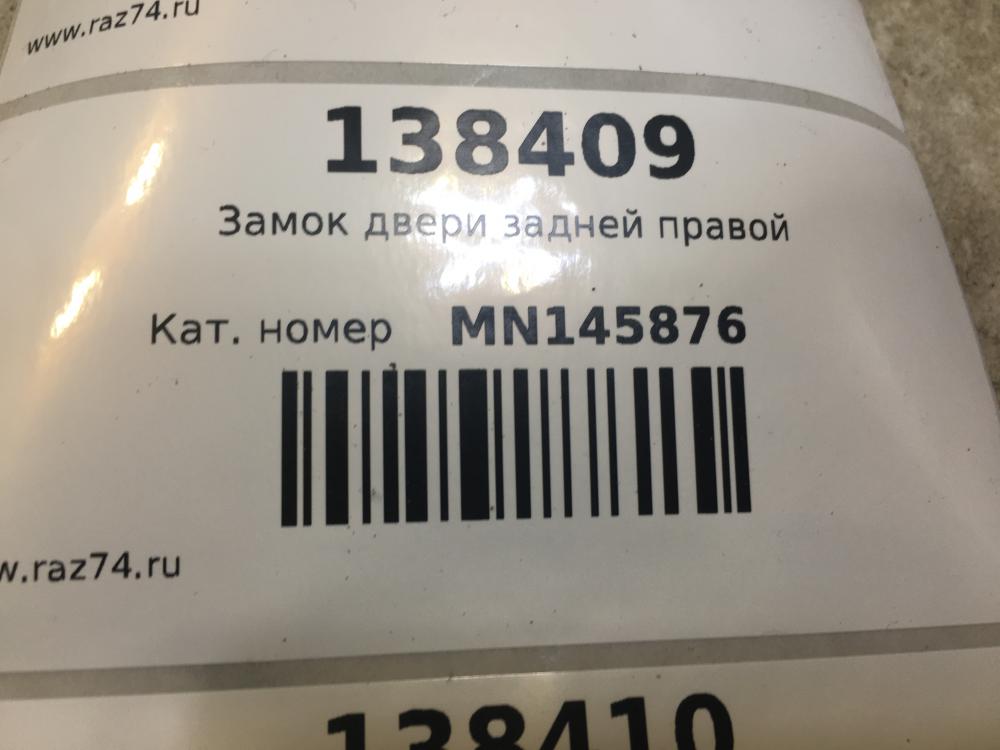 www.raz74.ru
138409
Замок двери задней правой
Кат. номер MN145876
w.raz74.ru
138410